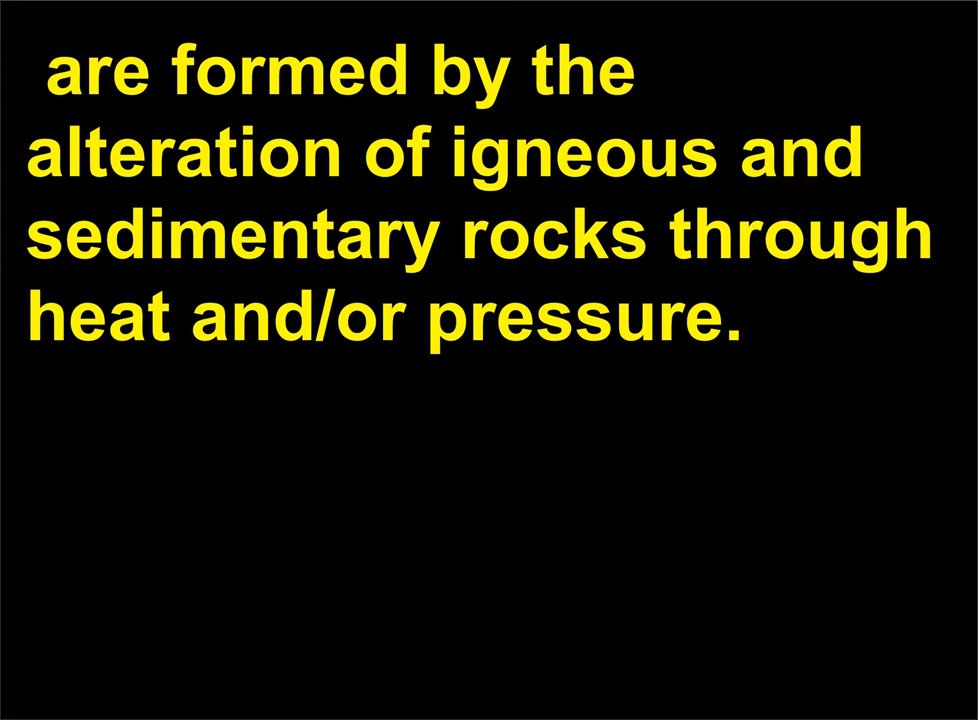 are formed by the
alteration of igneous and
sedimentary rocks through
heat and/or pressure.